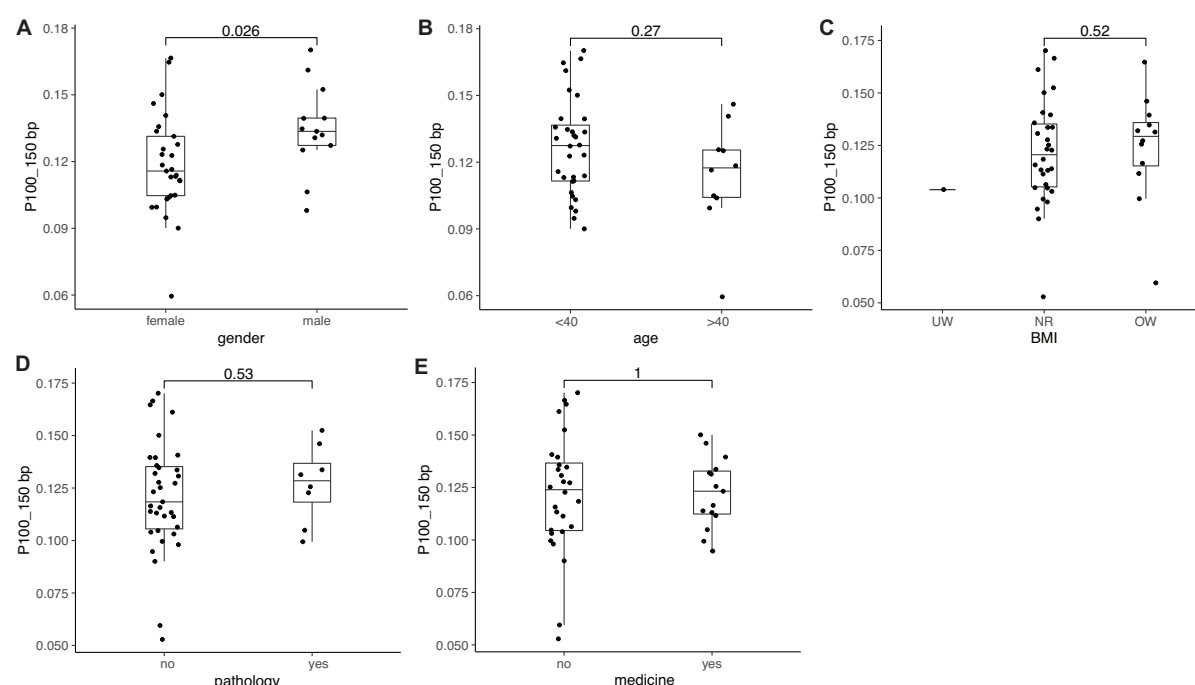 A
0.026
0.18
0.15
0.12
0.09
0.06
P100_150 bp
female
male
gender
B
0.27
0.18
0.15
0.12
0.09
0.06
P100_150 bp
<40
>40
age
C
0.52
0.175
0.150
0.125
0.100
0.075
0.050
P100_150 bp
UW
NR
OW
BMI
D
0.53
0.175
0.150
0.125
0.100
0.075
0.050
P100_150 bp
no
yes
pathology
E
1
0.175
0.150
0.125
0.100
0.075
0.050
P100_150 bp
no
yes
medicine